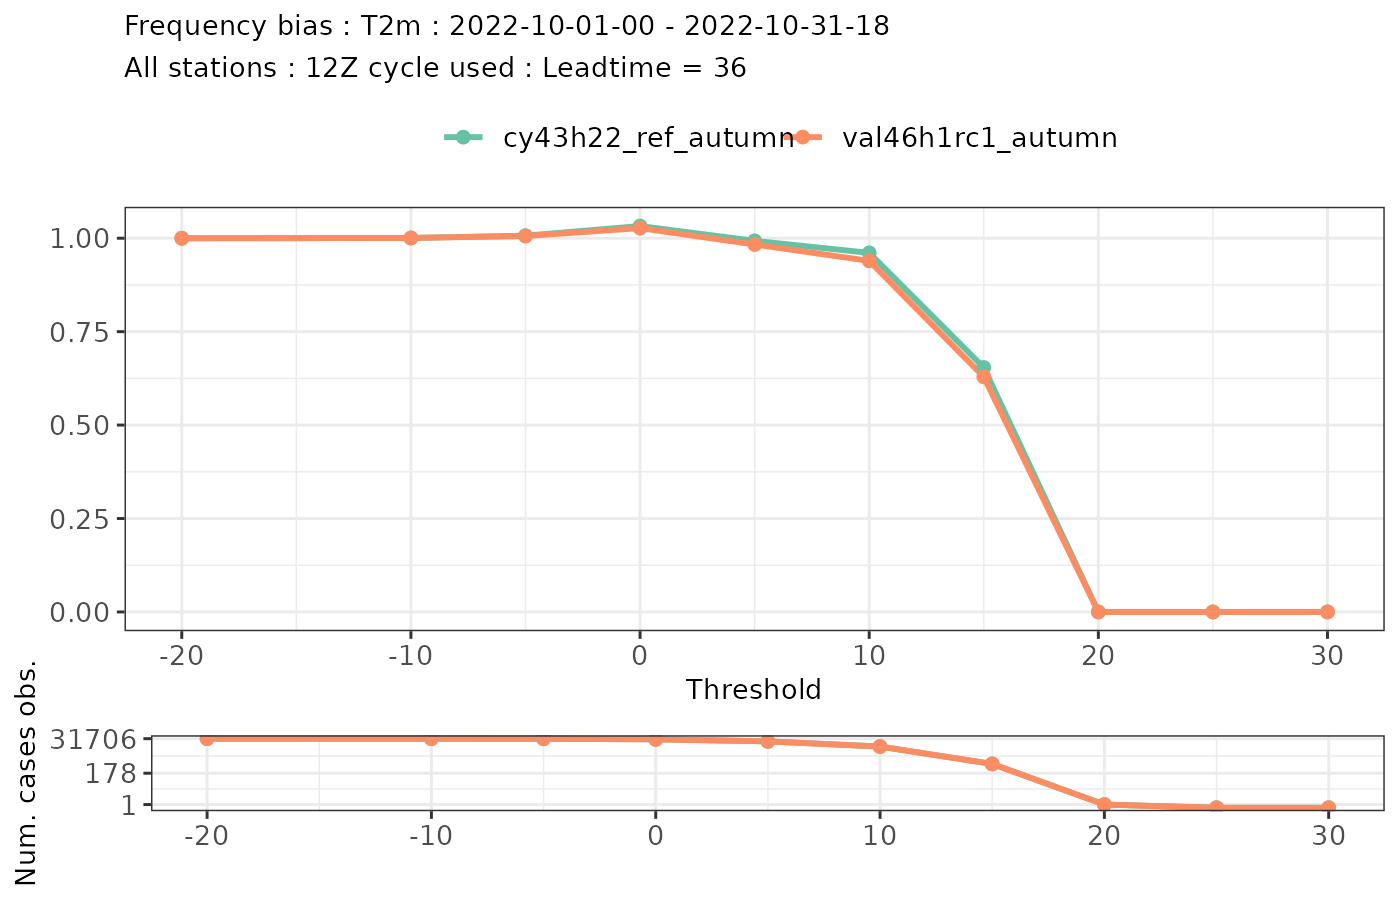 Frequency bias : T2m : 2022-10-01-00 - 2022-10-31-18
All stations : 12Z cycle used : Leadtime = 36
cy43h22_ref_autumn val46h1rc1_autumn
1.00
0.75
0.50
0.25
0.00
-20 -10 0 10 20 30
Threshold
Num. cases obs.
31706
178
1
-20 -10 0 10 20 30